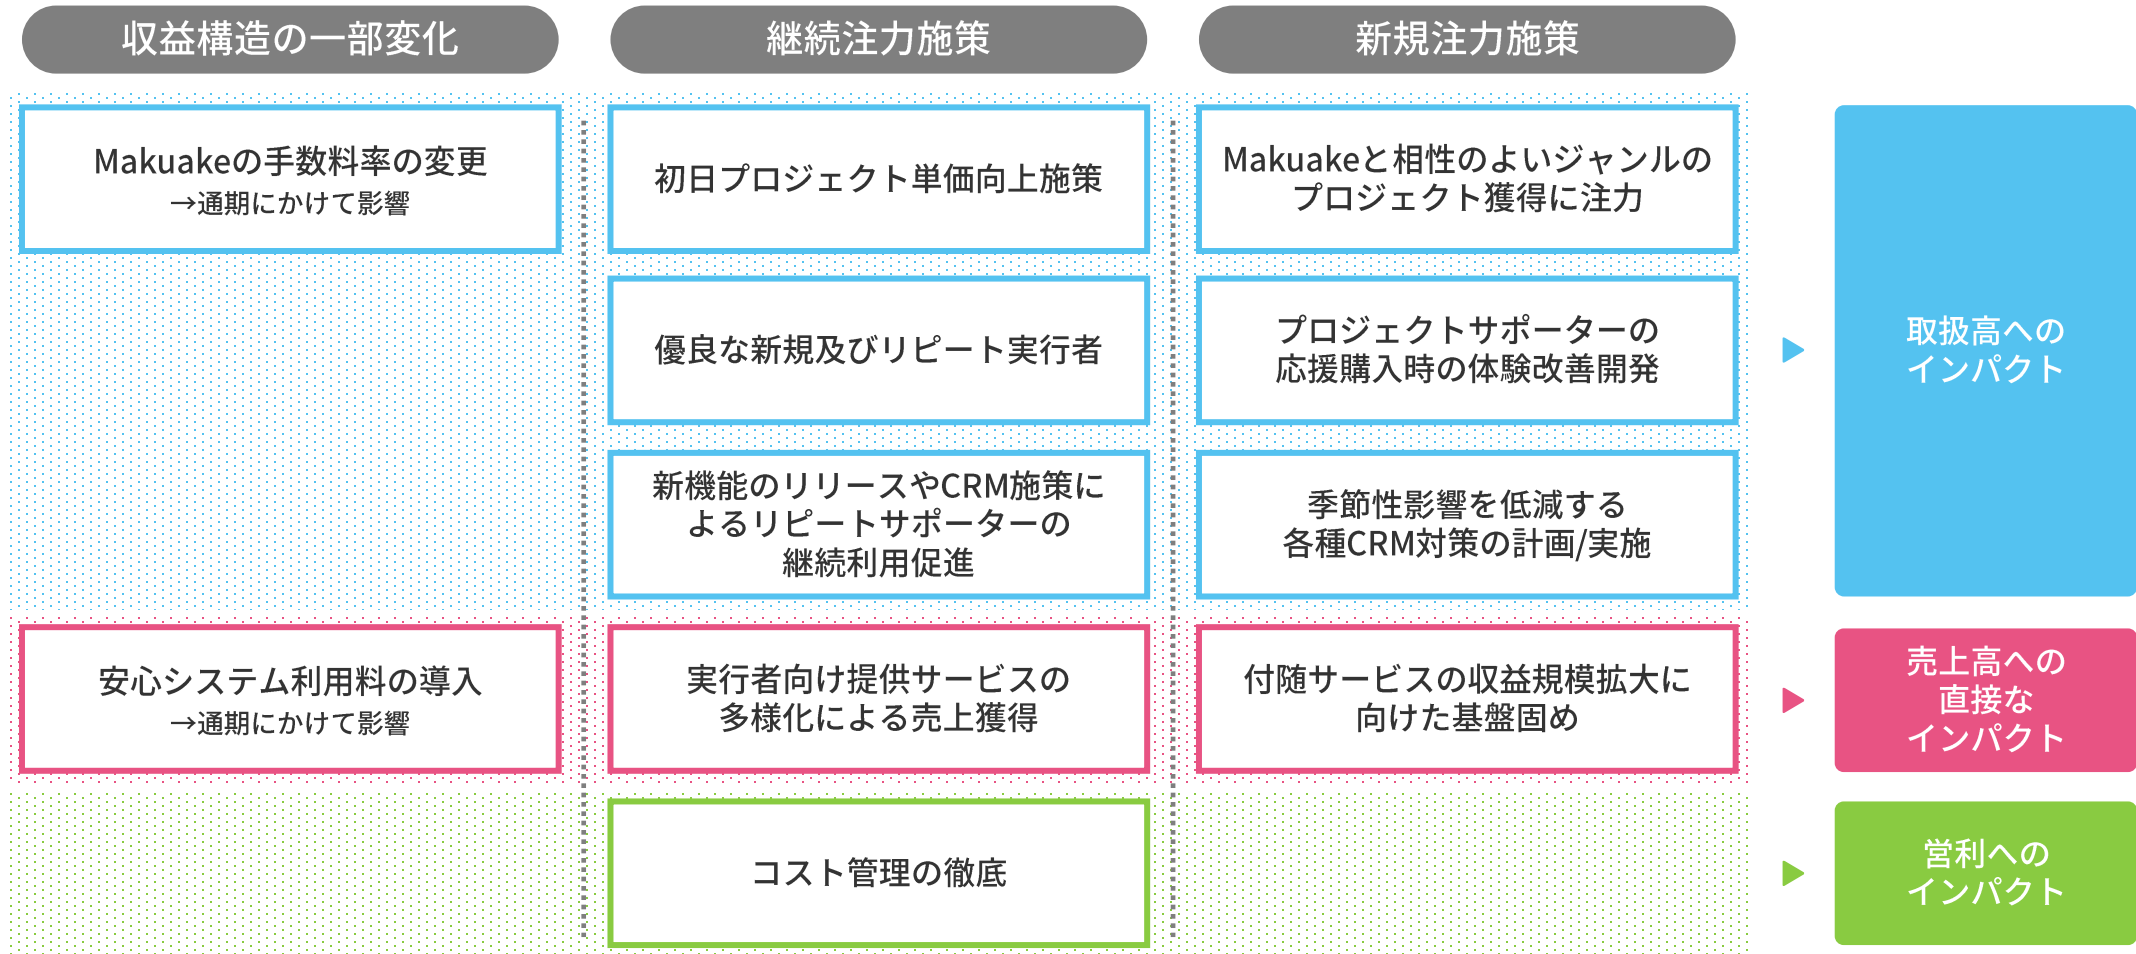 収益構造の一部変化
継続注力施策
新規注力施策
Makuakeの手数料率の変更
→通期にかけて影響
初日プロジェクト単価向上施策
Makuakeと相性のよいジャンルの
プロジェクト獲得に注力
優良な新規及びリピート実行者
プロジェクトサポーターの
応援購入時の体験改善開発
新機能のリリースやCRM施策に
よるリピートサポーターの
継続利用促進
季節性影響を低減する
各種CRM対策の計画/実施
取扱高への
インパクト
安心システム利用料の導入
→通期にかけて影響
実行者向け提供サービスの
多様化による売上獲得
付随サービスの収益規模拡大に
向けた基盤固め
売上高への
直接な
インパクト
コスト管理の徹底
営利への
インパクト